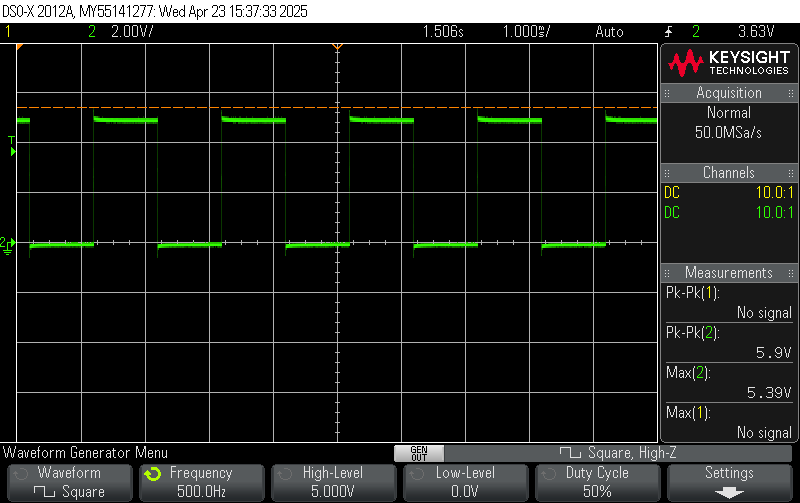 DSO-X 2012A, MY55141277: Wed Apr 23 15:37:33 2025
1 2 2.00V/ 1.506s 1.000s/ Auto 2 3.63V
KEYSIGHT
TECHNOLOGIES
Acquisition
Normal
50.0MSa/s
Channels
DC 10.0:1
DC 10.0:1
T
2
Measurements
Pk-Pk(1):
No signal
Pk-Pk(2):
5.9V
Max(2):
5.39V
Max(1):
No signal
Waveform Generator Menu
GEN
OUT
Square, High-Z
Waveform
Square
Frequency
500.0Hz
High-Level
5.000V
Low-Level
0.0V
Duty Cycle
50%
Settings